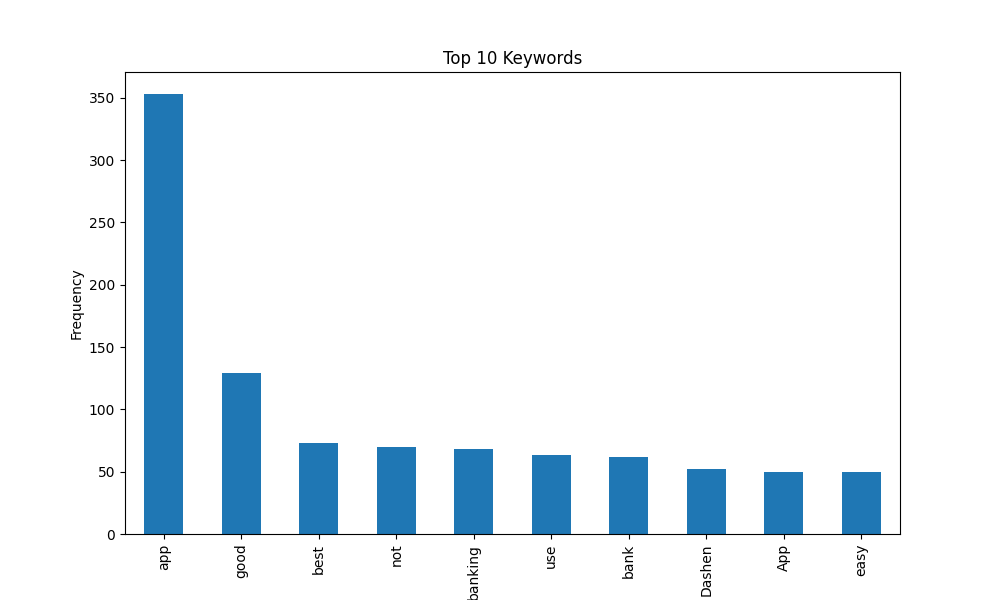 Top 10 Keywords
350
300
250
200
150
100
50
0
Frequency
app
good
best
not
banking
use
bank
Dashen
App
easy